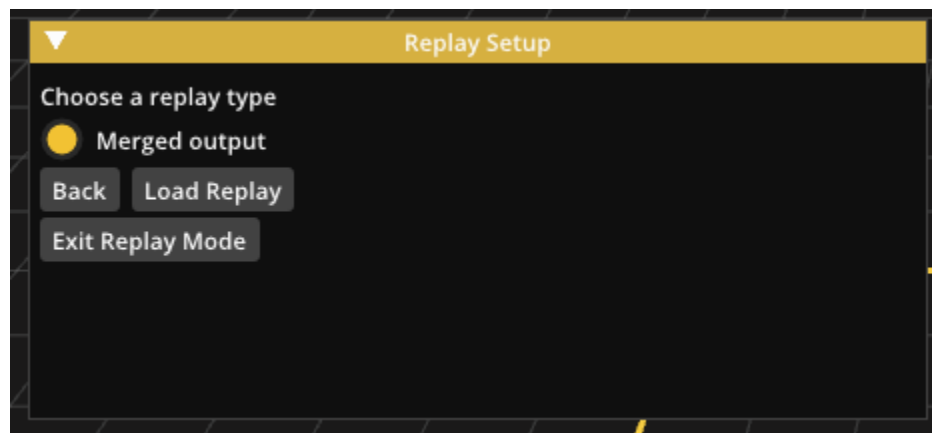 Replay Setup
Choose a replay type
Merged output
Back Load Replay
Exit Replay Mode